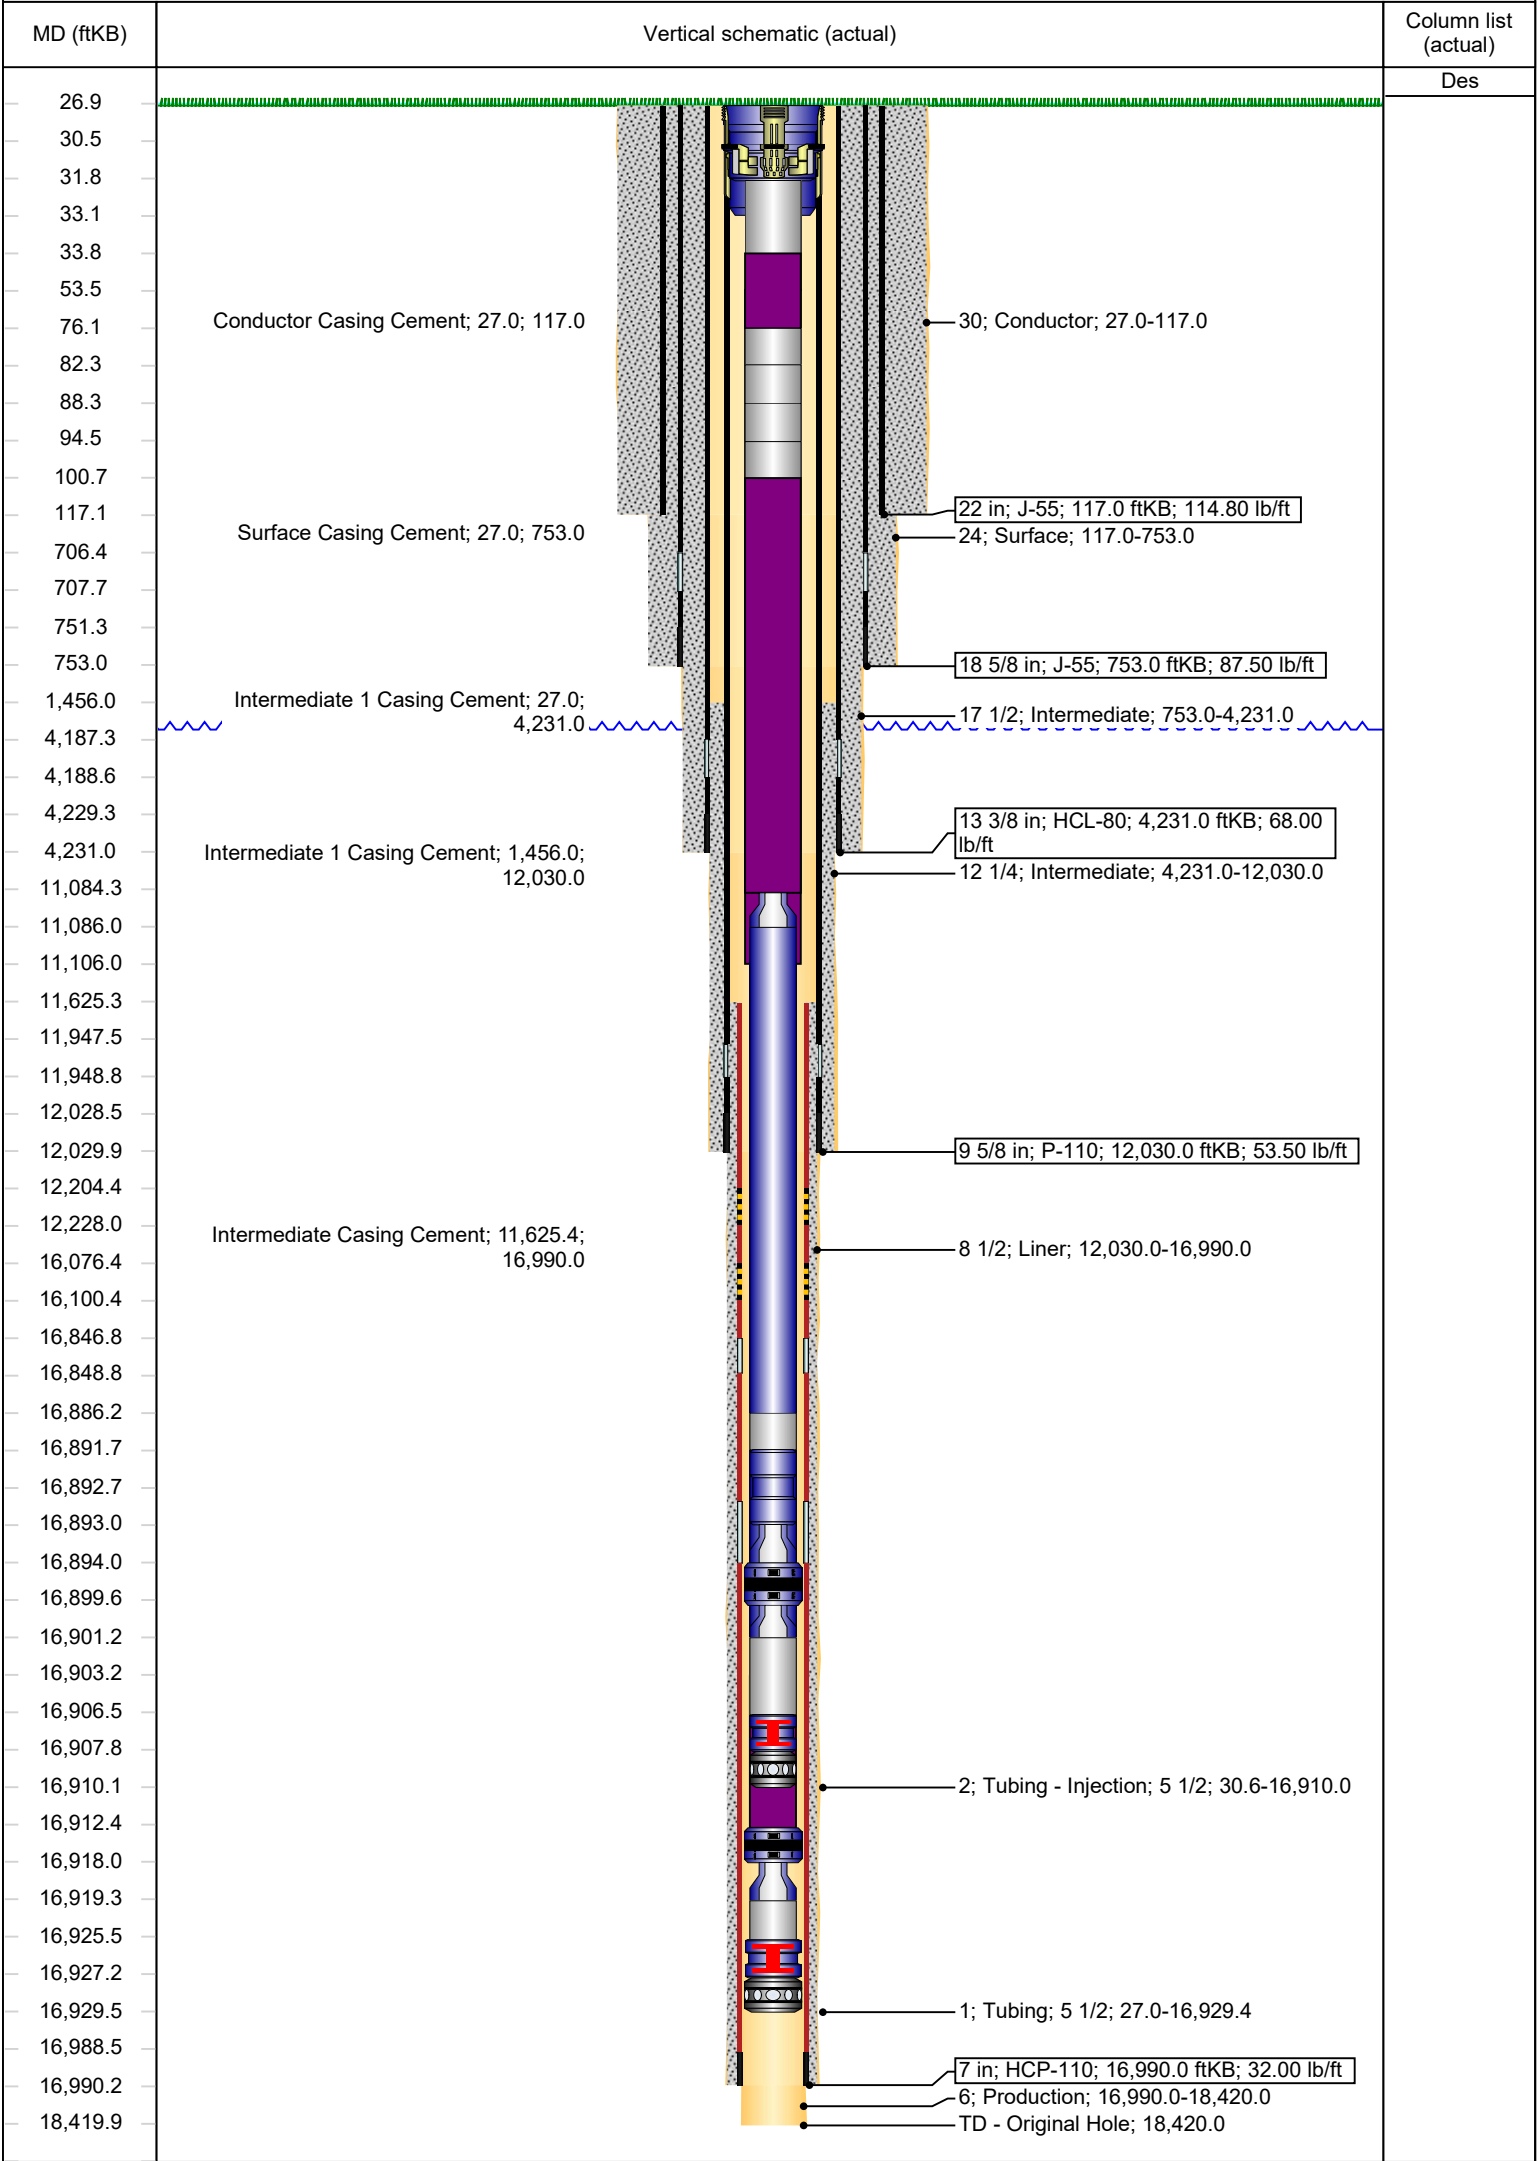 MD (ftKB)
Vertical schematic (actual)
Column list
(actual)
Des
26.9
30.5
31.8
33.1
33.8
53.5
76.1
82.3
88.3
94.5
100.7
117.1
706.4
707.7
751.3
753.0
1,456.0
4,187.3
4,188.6
4,229.3
4,231.0
11,084.3
11,086.0
11,106.0
11,625.3
11,947.5
11,948.8
12,028.5
12,029.9
12,204.4
12,228.0
16,076.4
16,100.4
16,846.8
16,848.8
16,886.2
16,891.7
16,892.7
16,893.0
16,894.0
16,899.6
16,901.2
16,903.2
16,906.5
16,907.8
16,910.1
16,912.4
16,918.0
16,919.3
16,925.5
16,927.2
16,929.5
16,988.5
16,990.2
18,419.9
Conductor Casing Cement; 27.0; 117.0
Surface Casing Cement; 27.0; 753.0
Intermediate 1 Casing Cement; 27.0;
4,231.0
Intermediate 1 Casing Cement; 1,456.0;
12,030.0
Intermediate Casing Cement; 11,625.4;
16,990.0
30; Conductor; 27.0-117.0
22 in; J-55; 117.0 ftKB; 114.80 lb/ft
24; Surface; 117.0-753.0
18 5/8 in; J-55; 753.0 ftKB; 87.50 lb/ft
17 1/2; Intermediate; 753.0-4,231.0
13 3/8 in; HCL-80; 4,231.0 ftKB; 68.00
lb/ft
12 1/4; Intermediate; 4,231.0-12,030.0
9 5/8 in; P-110; 12,030.0 ftKB; 53.50 lb/ft
8 1/2; Liner; 12,030.0-16,990.0
2; Tubing - Injection; 5 1/2; 30.6-16,910.0
1; Tubing; 5 1/2; 27.0-16,929.4
7 in; HCP-110; 16,990.0 ftKB; 32.00 lb/ft
6; Production; 16,990.0-18,420.0
TD - Original Hole; 18,420.0